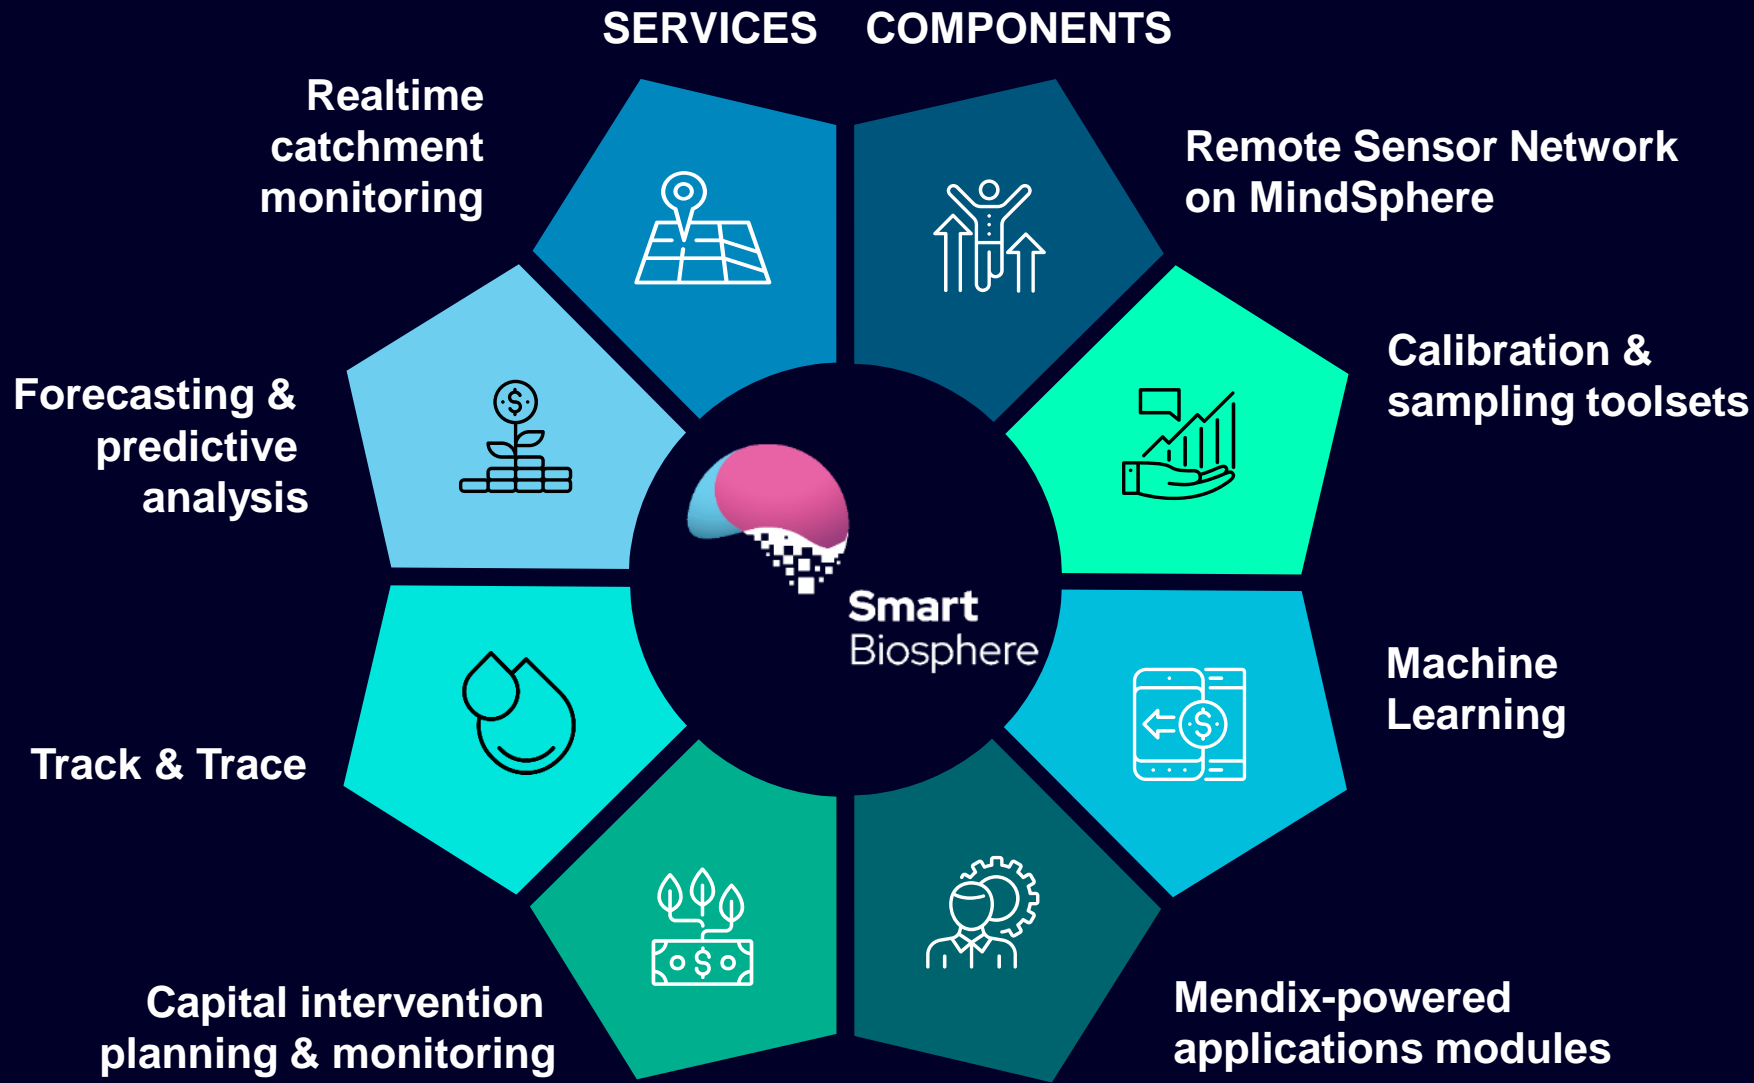 SERVICES COMPONENTS
Realtime
catchment
monitoring
Remote Sensor Network
on MindSphere
Forecasting &
predictive
analysis
Calibration &
sampling toolsets
$
Smart
Biosphere
Track & Trace
Machine
Learning
$
Capital intervention
planning & monitoring
$
Mendix-powered
applications modules